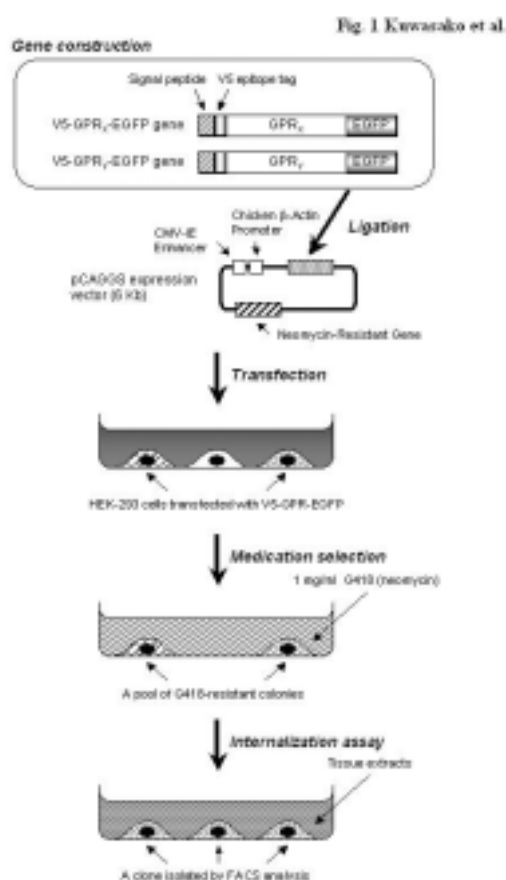 Fig. 1 Kuwasako et al.
Gene construction
Signal peptide V5 epitope tag
V5-GPRx-EGFP gene GPRx EGFP
V5-GPRy-EGFP gene GPRy EGFP
Ligation
Chicken β-Actin
Promoter
CMV-IE
Enhancer
pCAGGS expression
vector (6 Kb)
Neomycin-Resistant Gene
Transfection
HEK-293 cells transfected with V5-GPR-EGFP
Medication selection
1 mg/ml G418 (neomycin)
A pool of G418-resistant colonies
Internalization assay
Tissue extracts
A clone isolated by FACS analysis